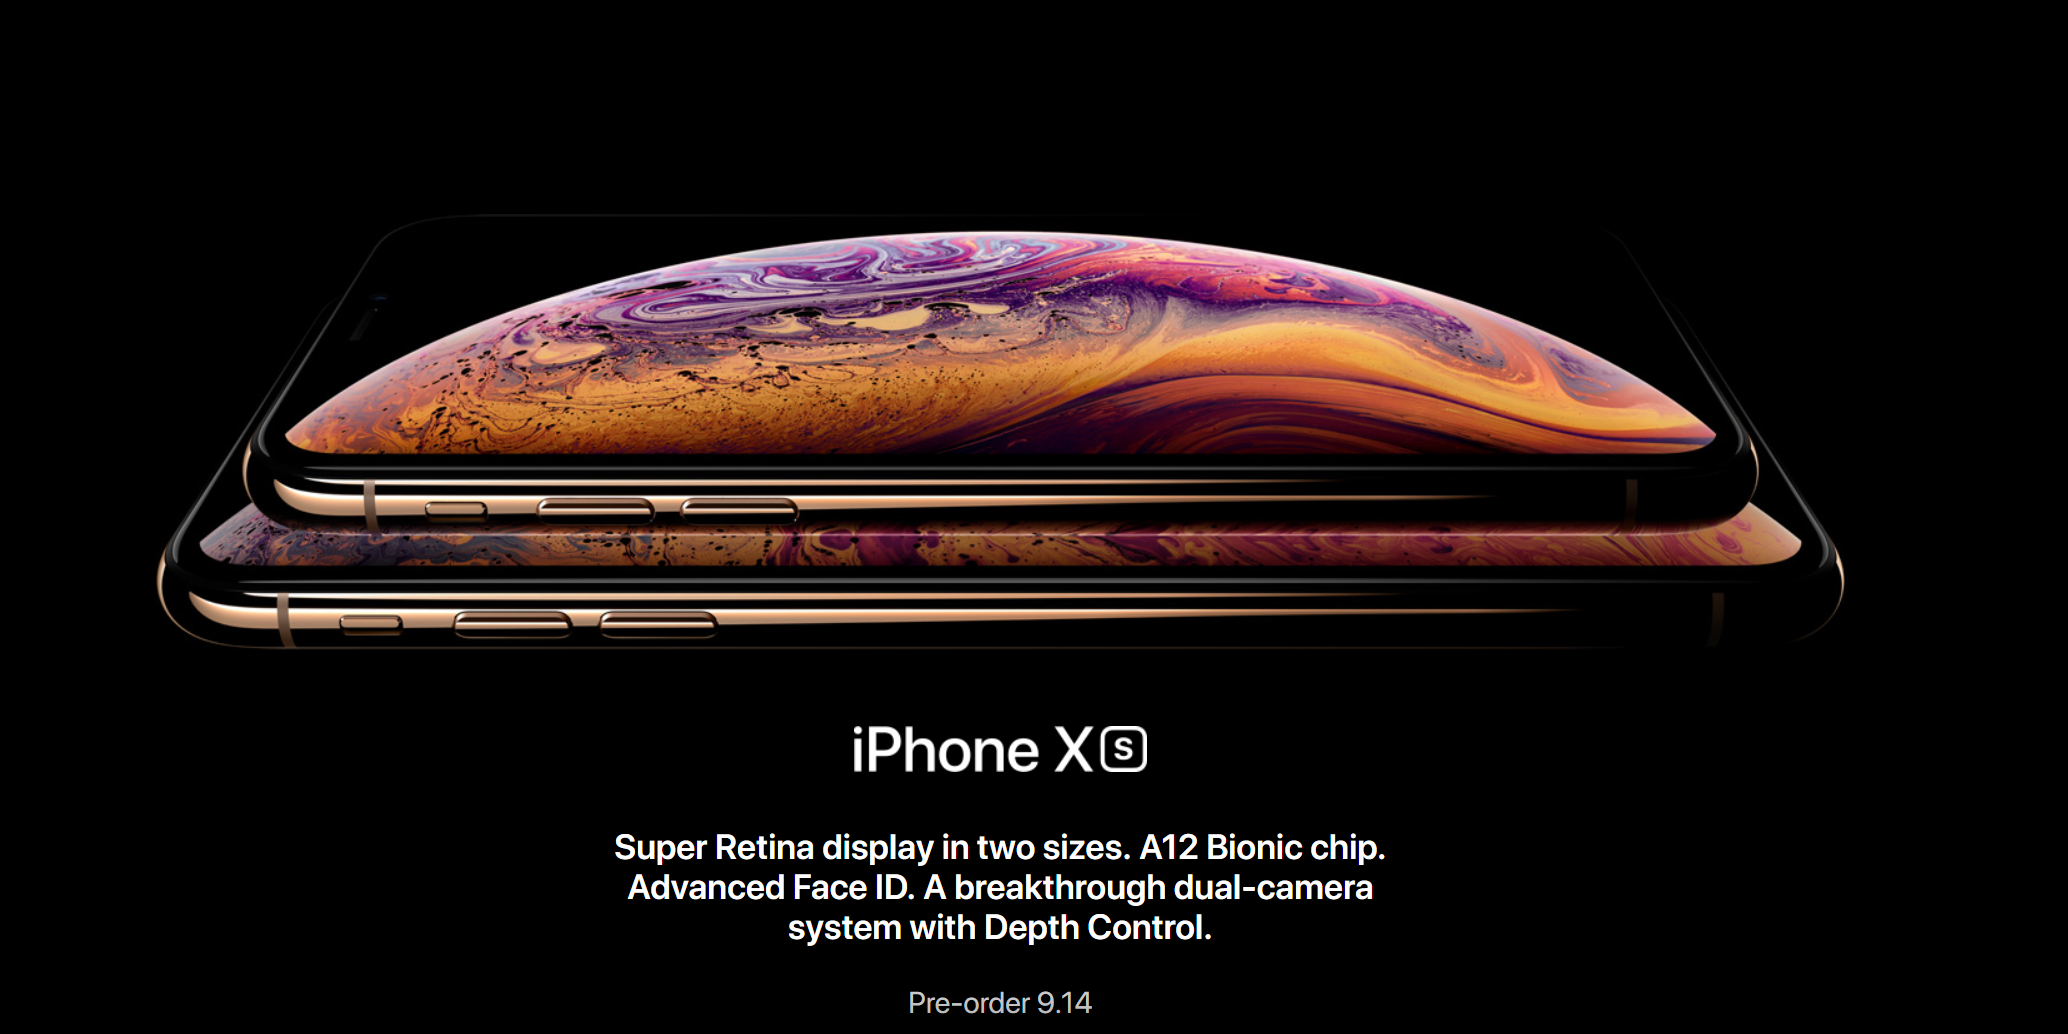 iPhone XS
Super Retina display in two sizes. A12 Bionic chip.
Advanced Face ID. A breakthrough dual-camera
system with Depth Control.
Pre-order 9.14